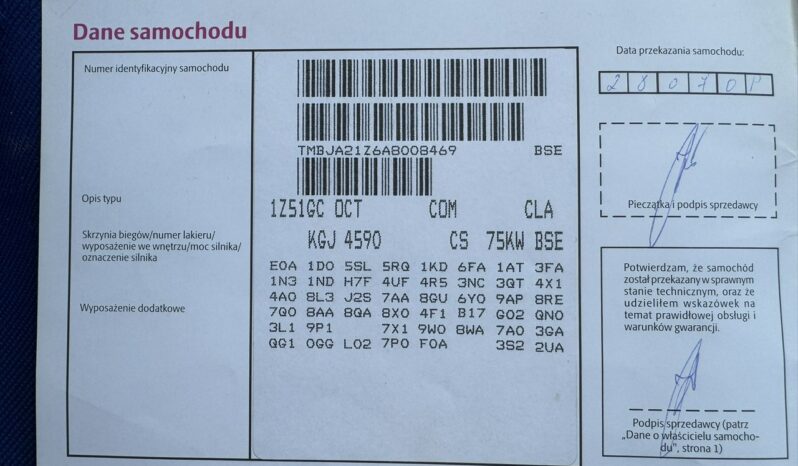 Dane samochodu
Numer identyfikacyjny samochodu
TMBJA21Z6A8008469 BSE
Opis typu
1Z51GC OCT COM CLA
Skrzynia biegów/numer lakieru/
wyposażenie we wnętrzu/moc silnika/
oznaczenie silnika
KGJ 4590 CS 75KW BSE
Wyposażenie dodatkowe
E0A 1D0 5SL 5RQ 1KD 6FA 1AT 3FA
1N3 1ND H7F 4UF 4R5 3NC 3QT 4X1
4A0 8L3 J2S 7AA 8GU 6Y0 9AP 8RE
7Q0 8AA 8QA 8X0 4F1 B17 G02 QN0
3L1 9P1 7X1 9W0 8WA 7A0 3GA
QG1 0GG L02 7P0 F0A 3S2 2UA
Data przekazania samochodu:
2 8 0 7 0
Pieczątka i podpis sprzedawcy
Potwierdzam, że samochód
został przekazany w sprawnym
stanie technicznym, oraz że
udzieliłem wskazówek na
temat prawidłowej obsługi i
warunków gwarancji.
Podpis sprzedawcy (patrz
„Dane o właścicielu samocho-
du", strona 1)